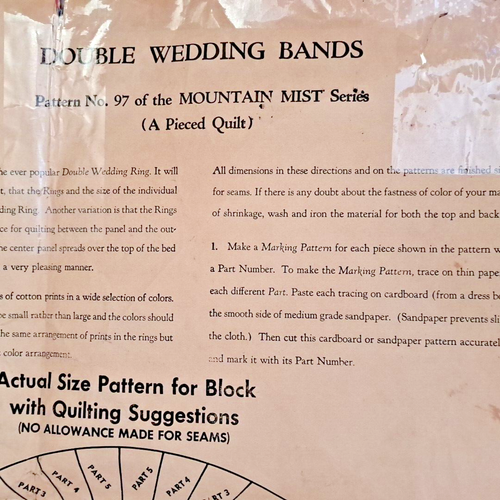 DOUBLE WEDDING BANDS
Pattern No. 97 of the MOUNTAIN MIST Series
(A Pieced Quilt)
ever popular Double Wedding Ring. It will
t, that the Rings and the size of the individual
ding Ring. Another variation is that the Rings
ce for quilting between the panel and the out-
center panel spreads over the top of the bed
a very pleasing manner.
s of cotton prints in a wide selection of colors.
be small rather than large and the colors should
he same arrangement of prints in the rings but
color arrangement.
All dimensions in these directions and on the patterns are finished
for seams. If there is any doubt about the fastness of color of your
of shrinkage, wash and iron the material for both the top and back
1. Make a Marking Pattern for each piece shown in the pattern
a Part Number. To make the Marking Pattern, trace on thin pape
each different Part. Paste each tracing on cardboard (from a dress
the smooth side of medium grade sandpaper. (Sandpaper prevents
the cloth.) Then cut this cardboard or sandpaper pattern accurate
and mark it with its Part Number.
Actual Size Pattern for Block
with Quilting Suggestions
(NO ALLOWANCE MADE FOR SEAMS)
PART 3
PART 4
PART 5
PART 5
PART 4
PART 3